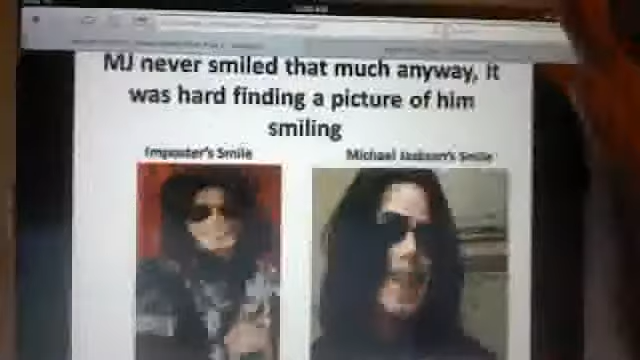 MJ never smiled that much anyway, it
was hard finding a picture of him
smiling
Imposter's Smile
Michael Jackson's Smile